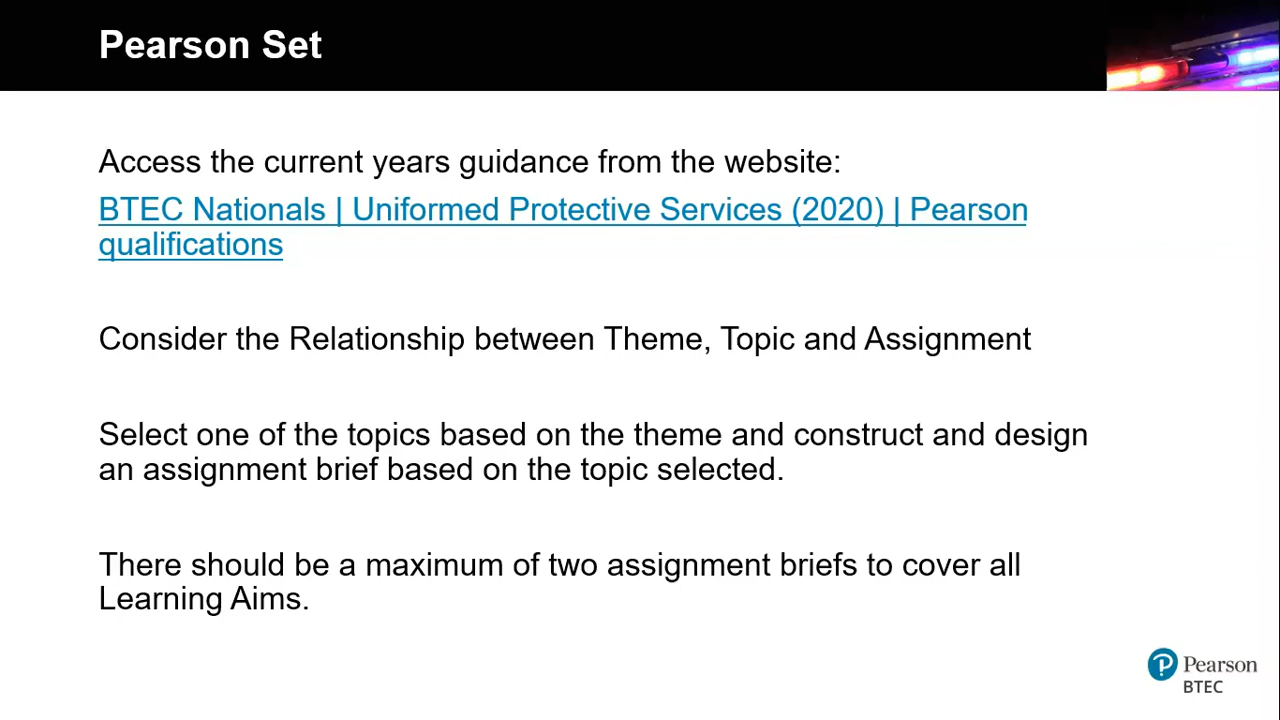 Pearson Set
Access the current years guidance from the website:
BTEC Nationals | Uniformed Protective Services (2020) | Pearson
qualifications
Consider the Relationship between Theme, Topic and Assignment
Select one of the topics based on the theme and construct and design
an assignment brief based on the topic selected.
There should be a maximum of two assignment briefs to cover all
Learning Aims.
Pearson
BTEC